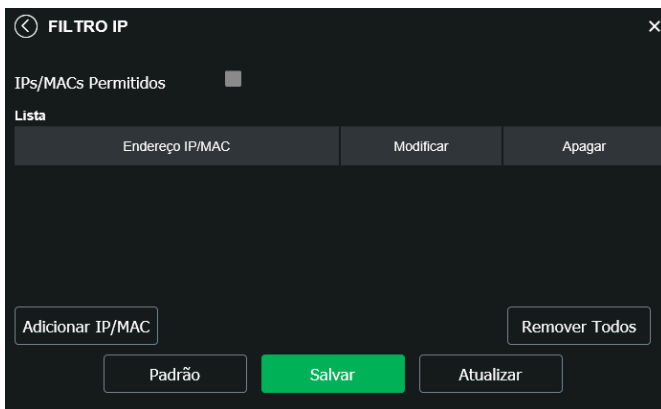 FILTRO IP
IPs/MACs Permitidos
Lista
Endereço IP/MAC Modificar Apagar
Adicionar IP/MAC Remover Todos
Padrão Salvar Atualizar